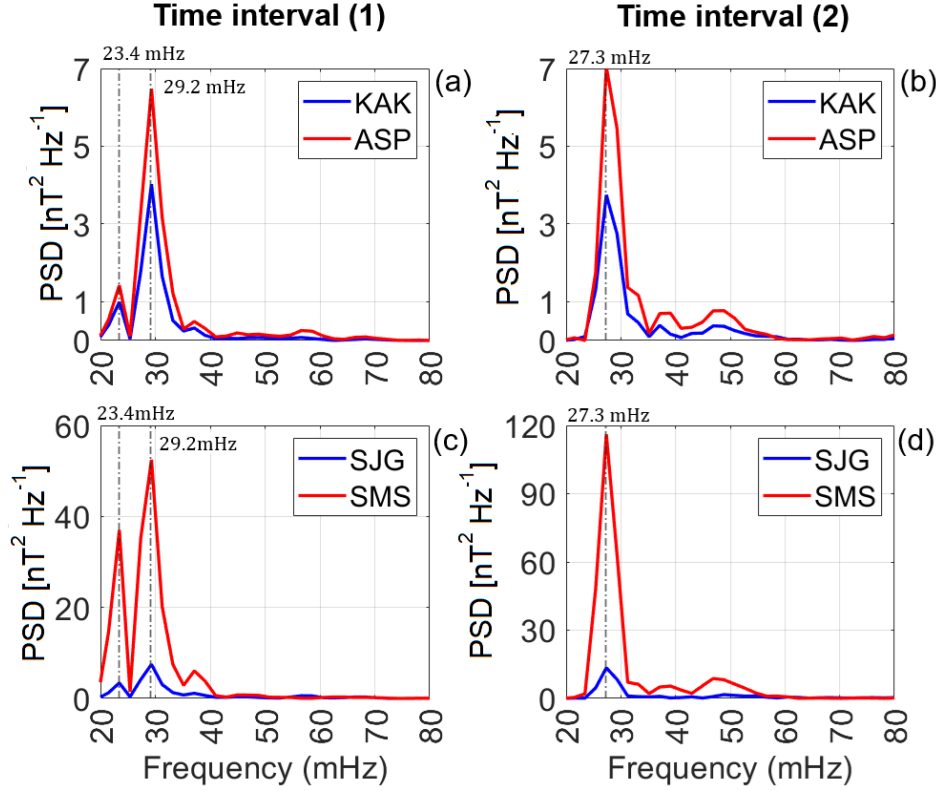 Time interval (1)
Time interval (2)
23.4 mHz
29.2 mHz
(a)
KAK
ASP
7
5
3
1
0
PSD [nT² Hz⁻¹]
20
30
40
50
60
70
80
27.3 mHz
(b)
KAK
ASP
7
5
3
1
0
PSD [nT² Hz⁻¹]
20
30
40
50
60
70
80
23.4mHz
29.2mHz
(c)
SJG
SMS
60
40
20
0
PSD [nT² Hz⁻¹]
20
30
40
50
60
70
80
Frequency (mHz)
27.3 mHz
(d)
SJG
SMS
120
90
60
30
0
PSD [nT² Hz⁻¹]
20
30
40
50
60
70
80
Frequency (mHz)